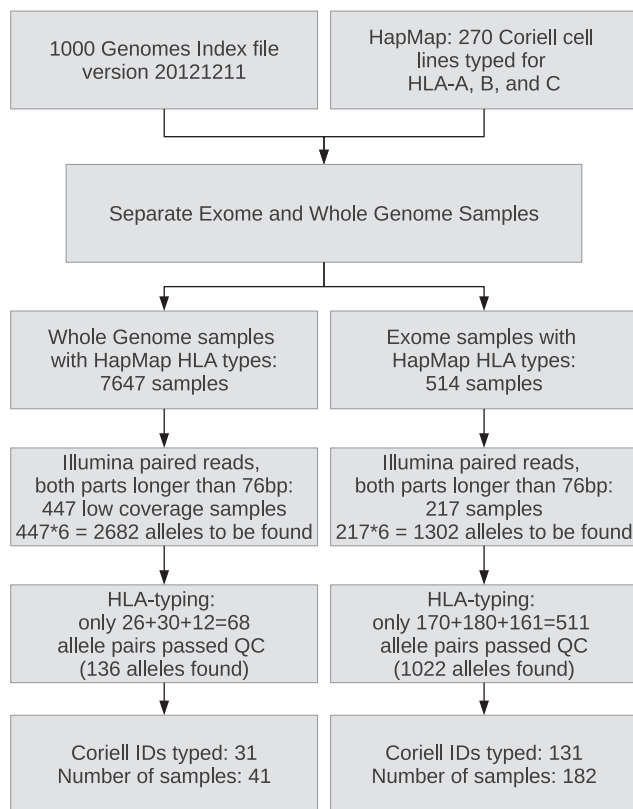 1000 Genomes Index file
version 20121211
HapMap: 270 Coriell cell
lines typed for
HLA-A, B, and C
Separate Exome and Whole Genome Samples
Whole Genome samples
with HapMap HLA types:
7647 samples
Exome samples with
HapMap HLA types:
514 samples
Illumina paired reads,
both parts longer than 76bp:
447 low coverage samples
447*6 = 2682 alleles to be found
Illumina paired reads,
both parts longer than 76bp:
217 samples
217*6 = 1302 alleles to be found
HLA-typing:
only 26+30+12=68
allele pairs passed QC
(136 alleles found)
HLA-typing:
only 170+180+161=511
allele pairs passed QC
(1022 alleles found)
Coriell IDs typed: 31
Number of samples: 41
Coriell IDs typed: 131
Number of samples: 182